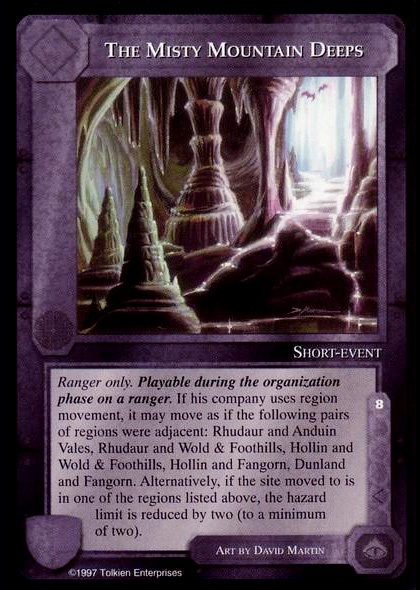 The Misty Mountain Deeps
Short-event
Ranger only. Playable during the organization
phase on a ranger. If his company uses region
movement, it may move as if the following pairs
of regions were adjacent: Rhudaur and Anduin
Vales, Rhudaur and Wold & Foothills, Hollin and
Wold & Foothills, Hollin and Fangorn, Dunland
and Fangorn. Alternatively, if the site moved to is
in one of the regions listed above, the hazard
limit is reduced by two (to a minimum
of two).
8
Art by David Martin
©1997 Tolkien Enterprises